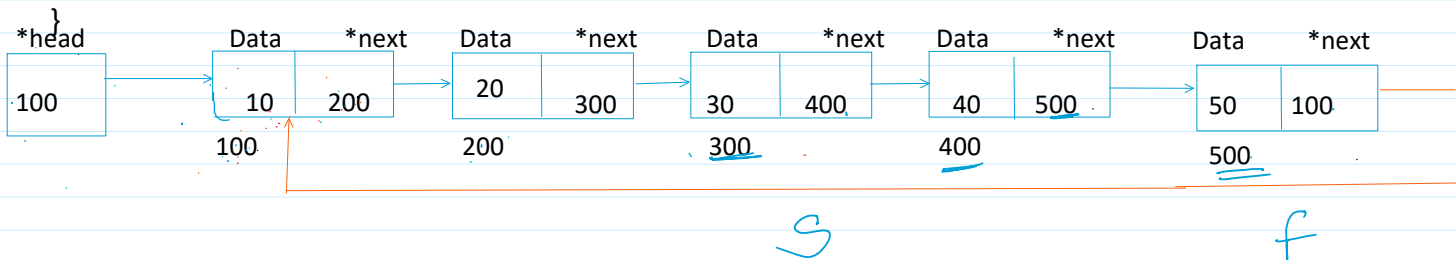 }
*head Data *next Data *next Data *next Data *next Data *next
100 10 200 20 300 30 400 40 500 50 100
100 200 300 400 500
S f